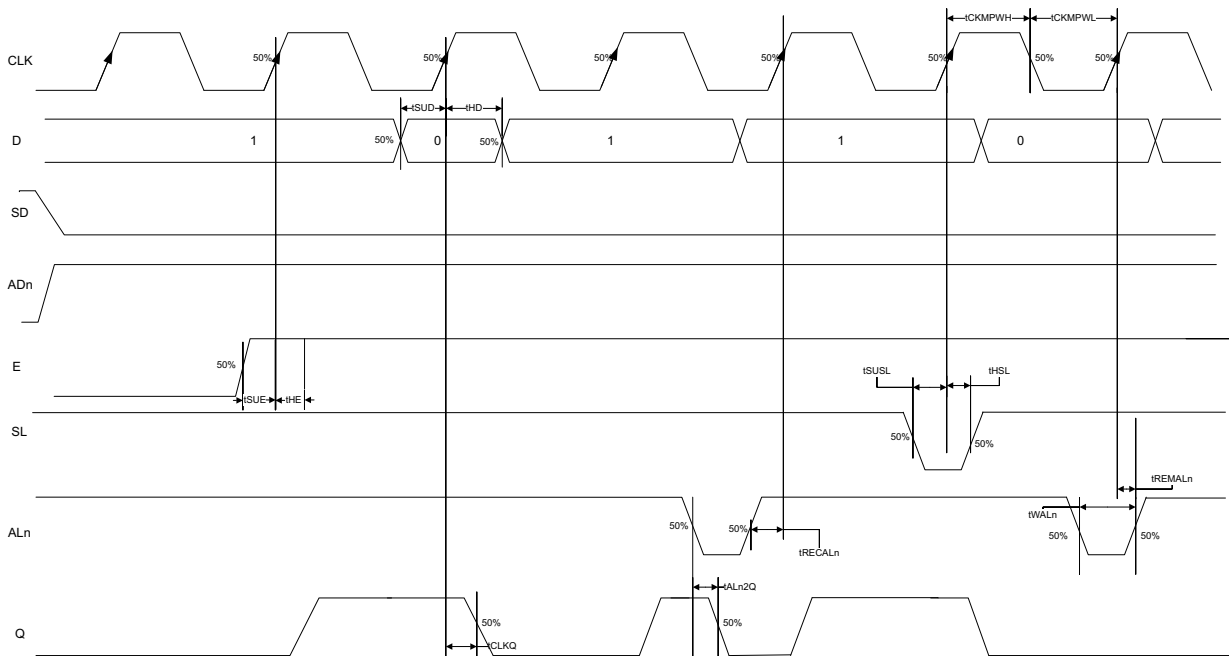 tCKMPWH tCKMPWL
CLK 50% 50% 50% 50% 50% 50% 50%
tSUD tHD
D 1 50% 0 50% 1 1 0
SD
ADn
E 50%
tSUE tHE
tSUSL tHSL
SL 50% 50%
tREMALn
tWALn
ALn 50% 50% 50% 50%
tRECALn
tALn2Q
Q 50% 50%
tCLKQ